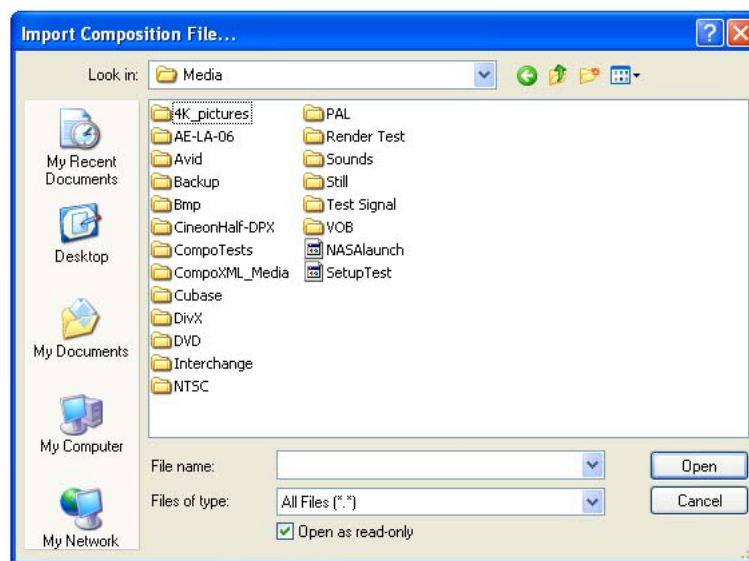 Import Composition File...
Look in: Media
My Recent
Documents
Desktop
My Documents
My Computer
My Network
4K_pictures
AE-LA-06
Avid
Backup
Bmp
CineonHalf-DPX
CompoTests
CompoXML_Media
Cubase
DivX
DVD
Interchange
NTSC
PAL
Render Test
Sounds
Still
Test Signal
VOB
NASAlaunch
SetupTest
File name:
Open
Files of type: All Files (*.*)
Cancel
Open as read-only